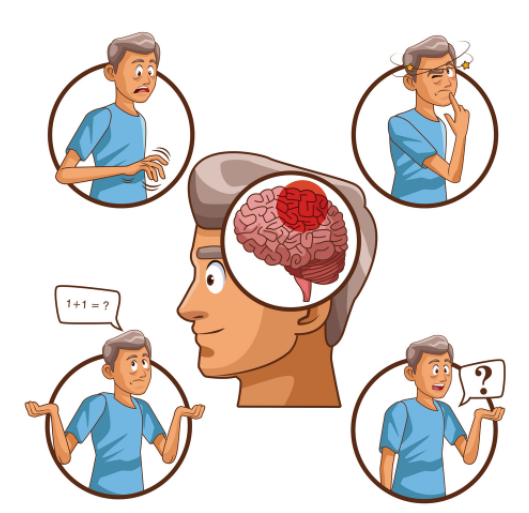 1+1 = ?
?